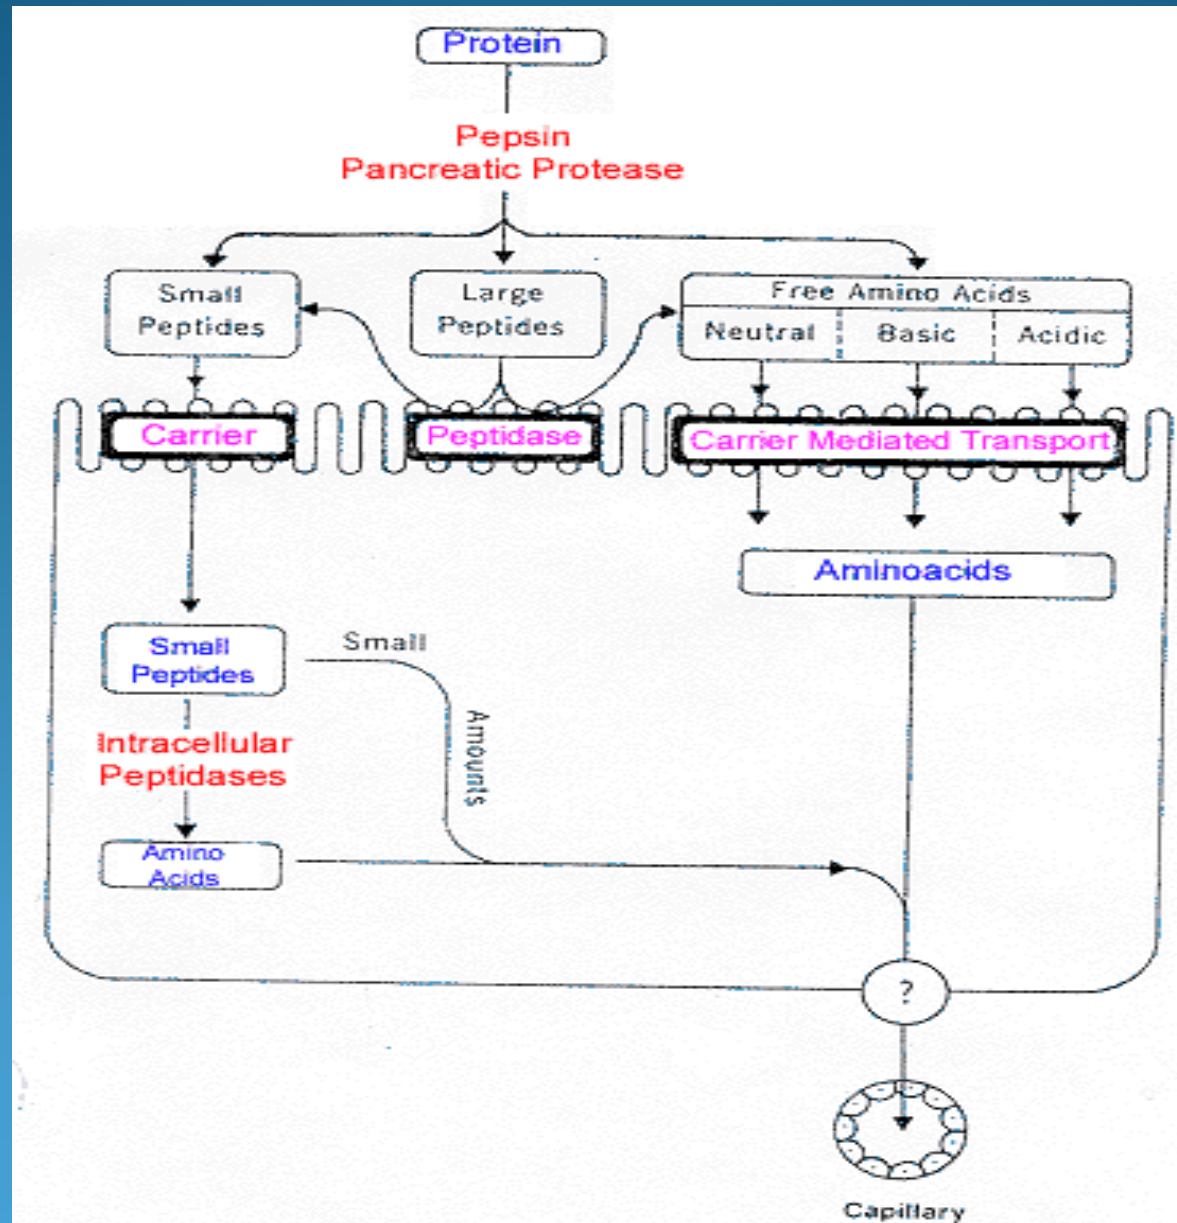 Protein
Pepsin
Pancreatic Protease
Small
Peptides
Large
Peptides
Free Amino Acids
Neutral
Basic
Acidic
Carrier
Peptidase
Carrier Mediated Transport
Aminoacids
Small
Peptides
Small
Amounts
Intracellular
Peptidases
Amino
Acids
?
Capillary